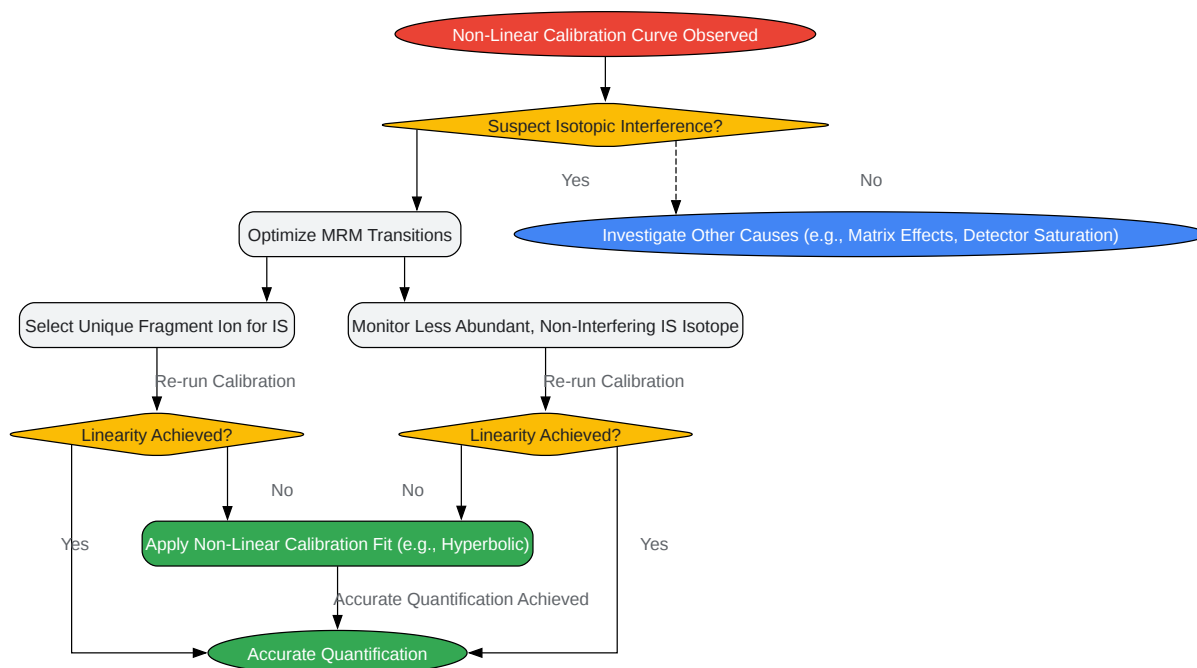 Non-Linear Calibration Curve Observed
Suspect Isotopic Interference?
Yes
No
Optimize MRM Transitions
Investigate Other Causes (e.g., Matrix Effects, Detector Saturation)
Select Unique Fragment Ion for IS
Monitor Less Abundant, Non-Interfering IS Isotope
Re-run Calibration
Re-run Calibration
Linearity Achieved?
Linearity Achieved?
No
No
Yes
Apply Non-Linear Calibration Fit (e.g., Hyperbolic)
Yes
Accurate Quantification Achieved
Accurate Quantification